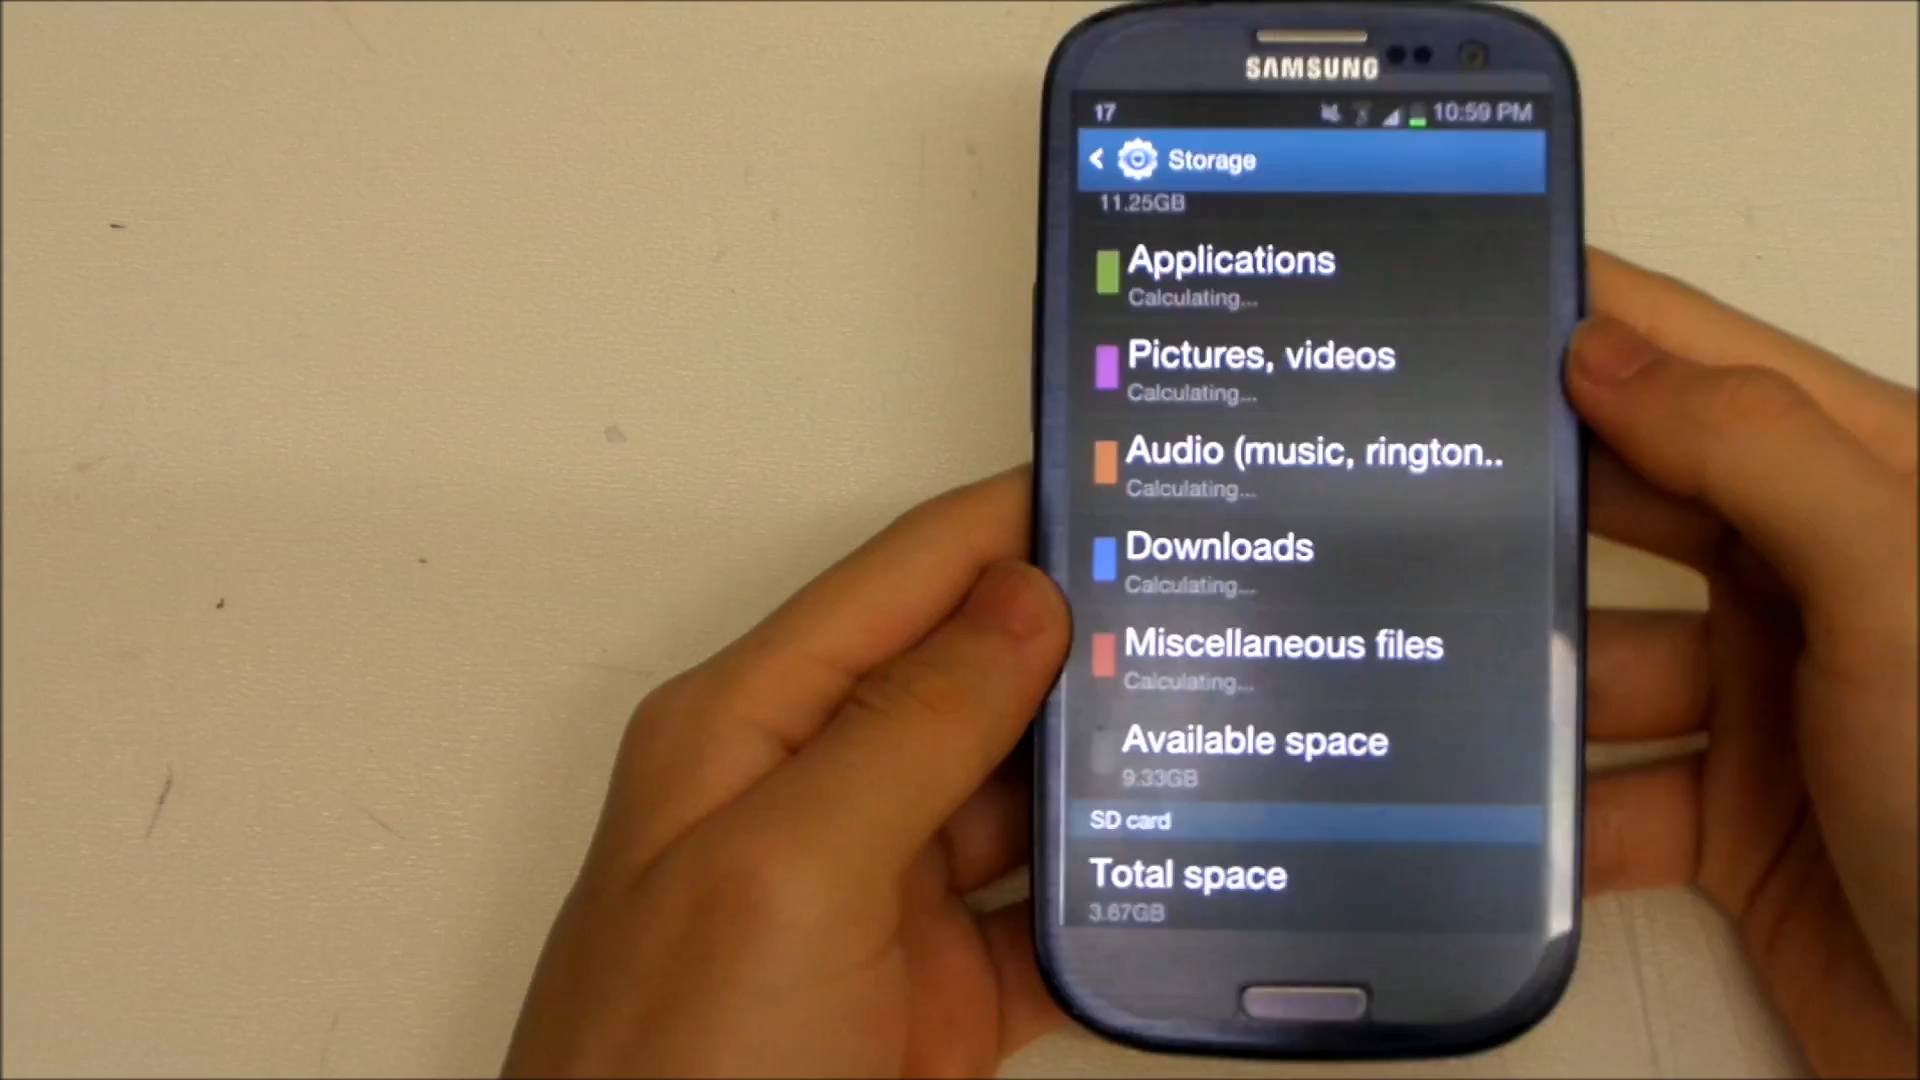 SAMSUNG
17
10:59 PM
Storage
11.25GB
Applications
Calculating...
Pictures, videos
Calculating...
Audio (music, rington..
Calculating...
Downloads
Calculating...
Miscellaneous files
Calculating...
Available space
9.33GB
SD card
Total space
3.67GB